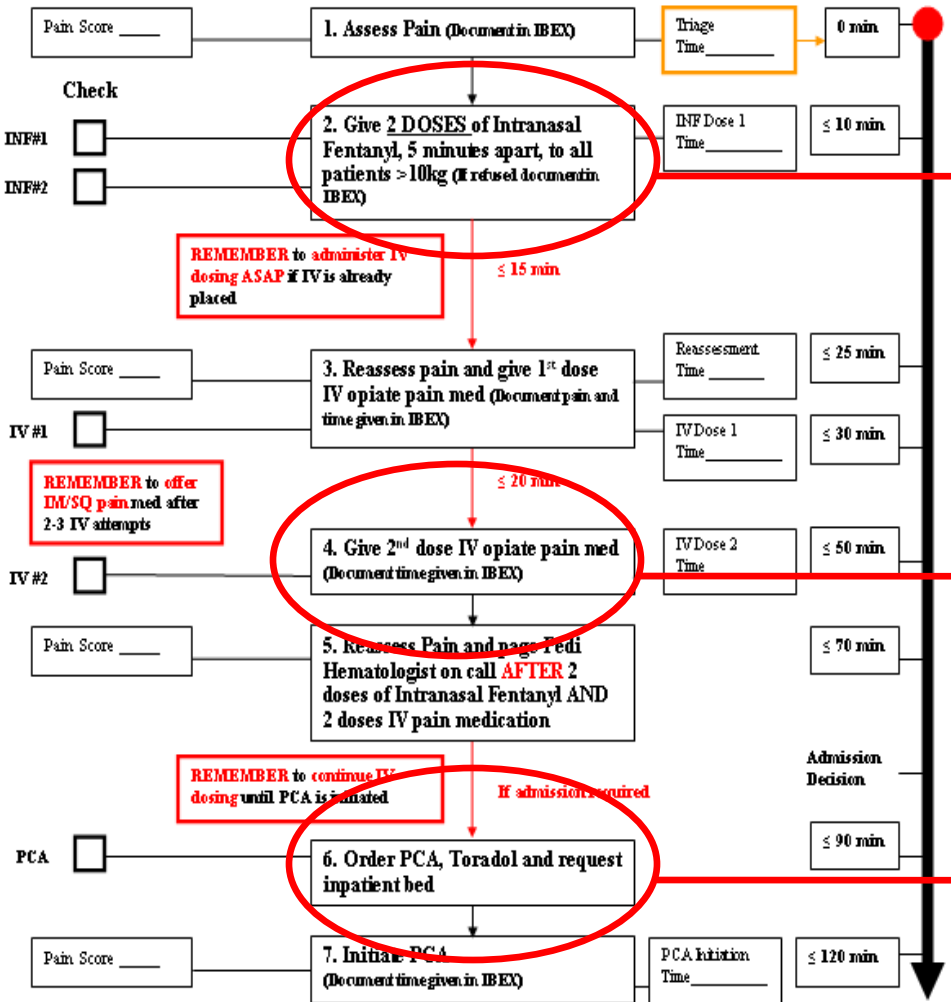 Pain Score _____
1. Assess Pain (Document in IBEX)
Triage
Time__________
0 min
Check
INF#1
INF#2
2. Give 2 DOSES of Intranasal
Fentanyl, 5 minutes apart, to all
patients >10kg (If refused document in
IBEX)
INF Dose 1
Time__________
≤ 10 min
REMEMBER to administer IV
dosing ASAP if IV is already
placed
≤ 15 min
Pain Score _____
3. Reassess pain and give 1st dose
IV opiate pain med (Document pain and
time given in IBEX)
Reassessment
Time _______
≤ 25 min
IV #1
IV Dose 1
Time__________
≤ 30 min
REMEMBER to offer
IM/SQ pain med after
2-3 IV attempts
≤ 20 min
4. Give 2nd dose IV opiate pain med
(Document time given in IBEX)
IV Dose 2
Time__________
≤ 50 min
IV #2
Pain Score _____
5. Reassess Pain and page Pedi
Hematologist on call AFTER 2
doses of Intranasal Fentanyl AND
2 doses IV pain medication
≤ 70 min
REMEMBER to continue IV
dosing until PCA is initiated
If admission required
Admission
Decision
PCA
6. Order PCA, Toradol and request
inpatient bed
≤ 90 min
Pain Score _____
7. Initiate PCA
(Document time given in IBEX)
PCA Initiation
Time__________
≤ 120 min